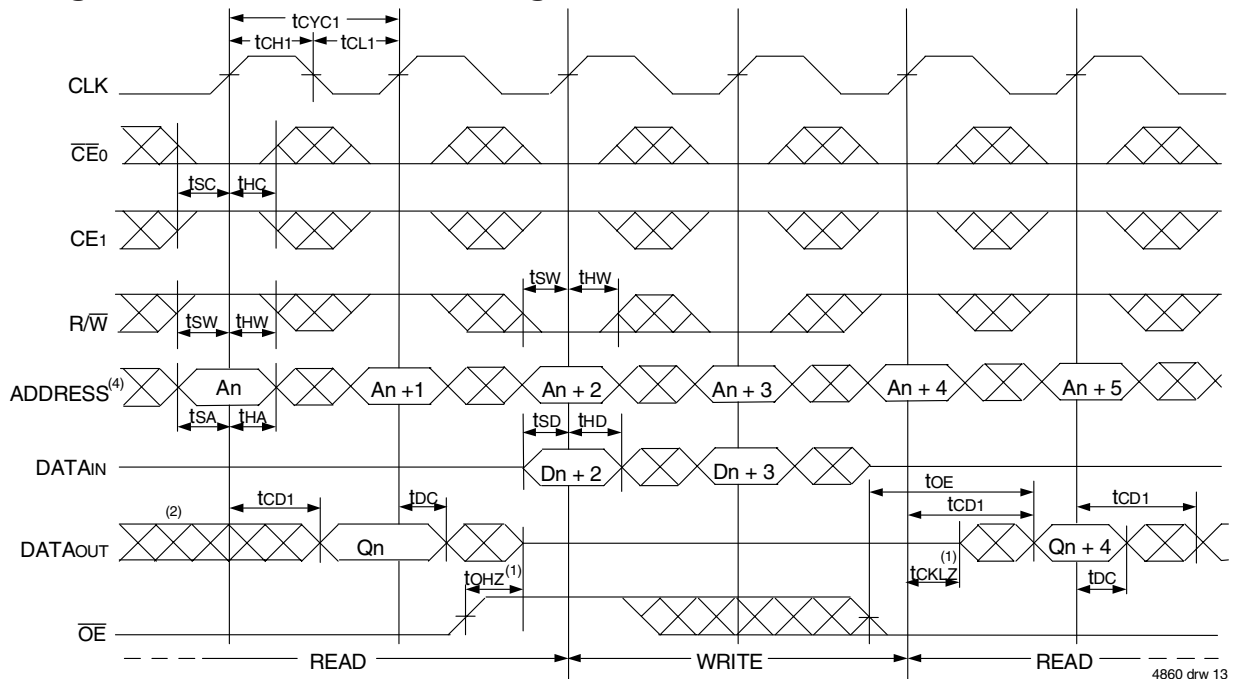 tCYC1
tCH1 tCL1
CLK
CE0
tSC tHC
CE1
tSW tHW
R/W
tSW tHW
ADDRESS(4) An An +1 An + 2 An + 3 An + 4 An + 5
tSA tHA tSD tHD
DATAIN Dn + 2 Dn + 3
tOE
tCD1 tDC tCD1 tCD1
(2)
DATAOUT Qn Qn + 4
tOHZ(1) tCKLZ(1) tDC
OE
READ WRITE READ
4860 drw 13